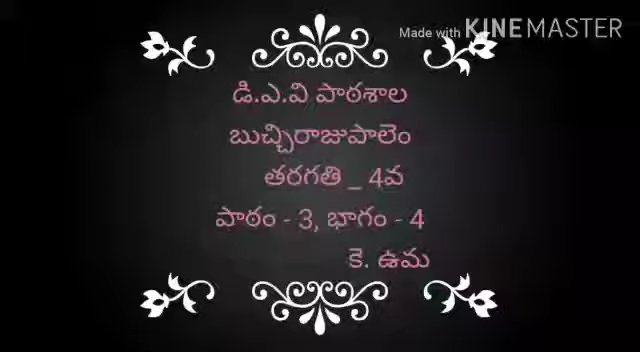 Made with KINEMASTER
డి.ఎ.వి పాఠశాల
బుచ్చిరాజుపాలెం
తరగతి _ 4వ
పాఠం - 3, భాగం - 4
కె. ఉమ